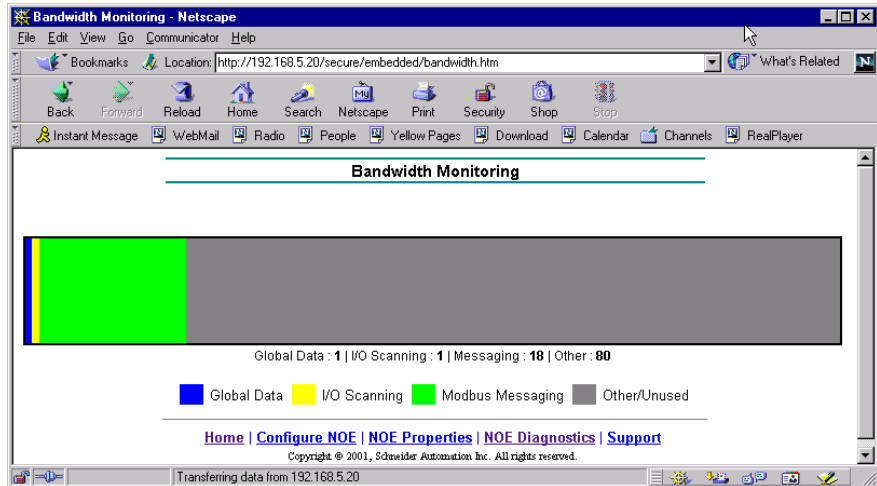 Bandwidth Monitoring - Netscape
File Edit View Go Communicator Help
Bookmarks Location: http://192.168.5.20/secure/embedded/bandwidth.htm What's Related N
Back Forward Reload Home Search Netscape Print Security Shop Stop
My
Instant Message WebMail Radio People Yellow Pages Download Calendar Channels RealPlayer
Bandwidth Monitoring
Global Data : 1 | I/O Scanning : 1 | Messaging : 18 | Other : 80
Global Data I/O Scanning Modbus Messaging Other/Unused
Home | Configure NOE | NOE Properties | NOE Diagnostics | Support
Copyright © 2001, Schneider Automation Inc. All rights reserved.
Transferring data from 192.168.5.20